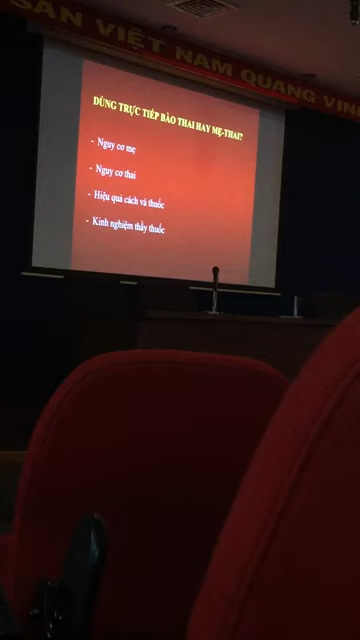 SẢN VIỆT NAM QUANG VINH
DÙNG TRỰC TIẾP BÀO THAI HAY MẸ-THAI?
- Nguy cơ mẹ
- Nguy cơ thai
- Hiệu quả cách và thuốc
- Kinh nghiệm thầy thuốc